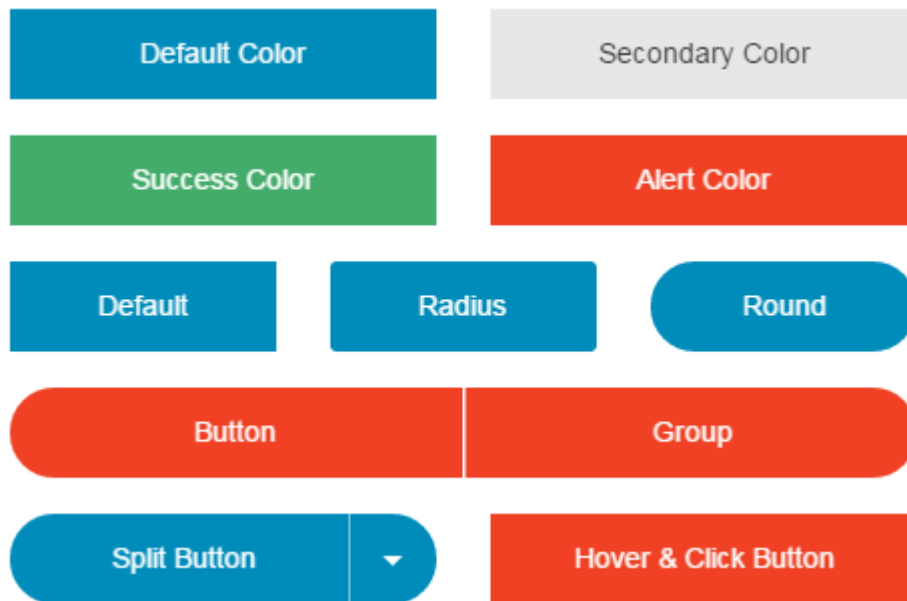 Default Color
Secondary Color
Success Color
Alert Color
Default
Radius
Round
Button
Group
Split Button
Hover & Click Button